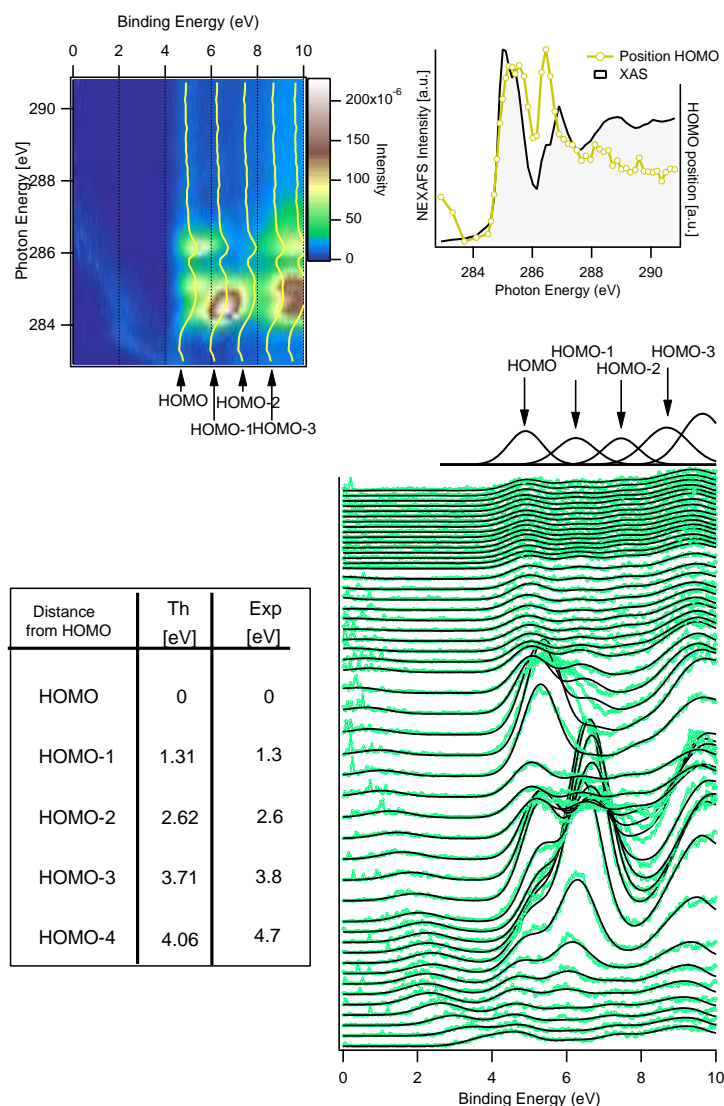 Binding Energy (eV)
0 2 4 6 8 10
290
288
286
284
Photon Energy [eV]
200x10-6
150
100
50
0
Intensity
HOMO
HOMO-2
HOMO-1
HOMO-3
Position HOMO
XAS
NEXAFS Intensity [a.u.]
HOMO position [a.u.]
284 286 288 290
Photon Energy (eV)
HOMO-3
HOMO-1
HOMO
HOMO-2
Distance from HOMO Th [eV] Exp [eV]
HOMO 0 0
HOMO-1 1.31 1.3
HOMO-2 2.62 2.6
HOMO-3 3.71 3.8
HOMO-4 4.06 4.7
0 2 4 6 8 10
Binding Energy (eV)